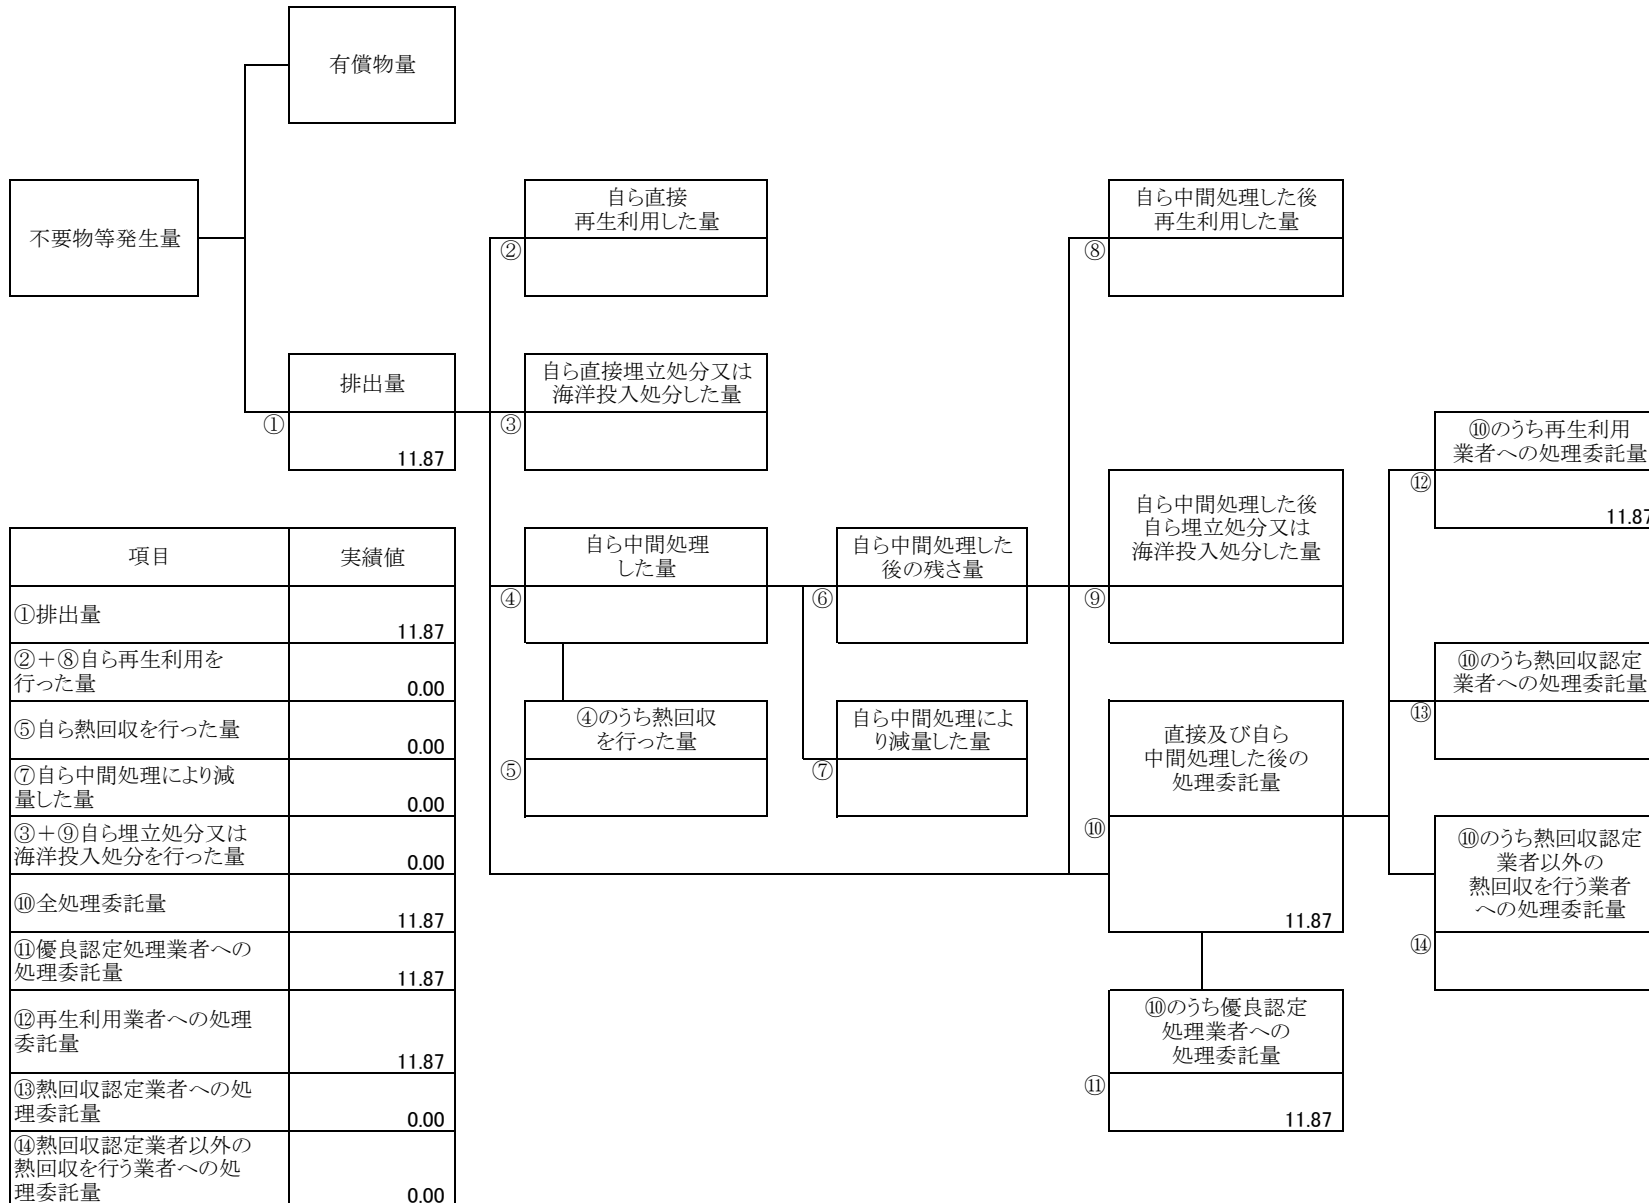 有償物量
不要物等発生量
自ら直接
再生利用した量
②
自ら中間処理した後
再生利用した量
⑧
排出量
①
11.87
自ら直接埋立処分又は
海洋投入処分した量
③
⑩のうち再生利用
業者への処理委託量
⑫
11.87
自ら中間処理
した量
④
自ら中間処理した
後の残さ量
⑥
自ら中間処理した後
自ら埋立処分又は
海洋投入処分した量
⑨
⑩のうち熱回収認定
業者への処理委託量
⑬
④のうち熱回収
を行った量
⑤
自ら中間処理によ
り減量した量
⑦
直接及び自ら
中間処理した後の
処理委託量
⑩
11.87
⑩のうち熱回収認定
業者以外の
熱回収を行う業者
への処理委託量
⑭
⑩のうち優良認定
処理業者への
処理委託量
⑪
11.87
項目 実績値
①排出量
11.87
②+⑧自ら再生利用を
行った量
0.00
⑤自ら熱回収を行った量
0.00
⑦自ら中間処理により減
量した量
0.00
③+⑨自ら埋立処分又は
海洋投入処分を行った量
0.00
⑩全処理委託量
11.87
⑪優良認定処理業者への
処理委託量
11.87
⑫再生利用業者への処理
委託量
11.87
⑬熱回収認定業者への処
理委託量
0.00
⑭熱回収認定業者以外の
熱回収を行う業者への処
理委託量
0.00